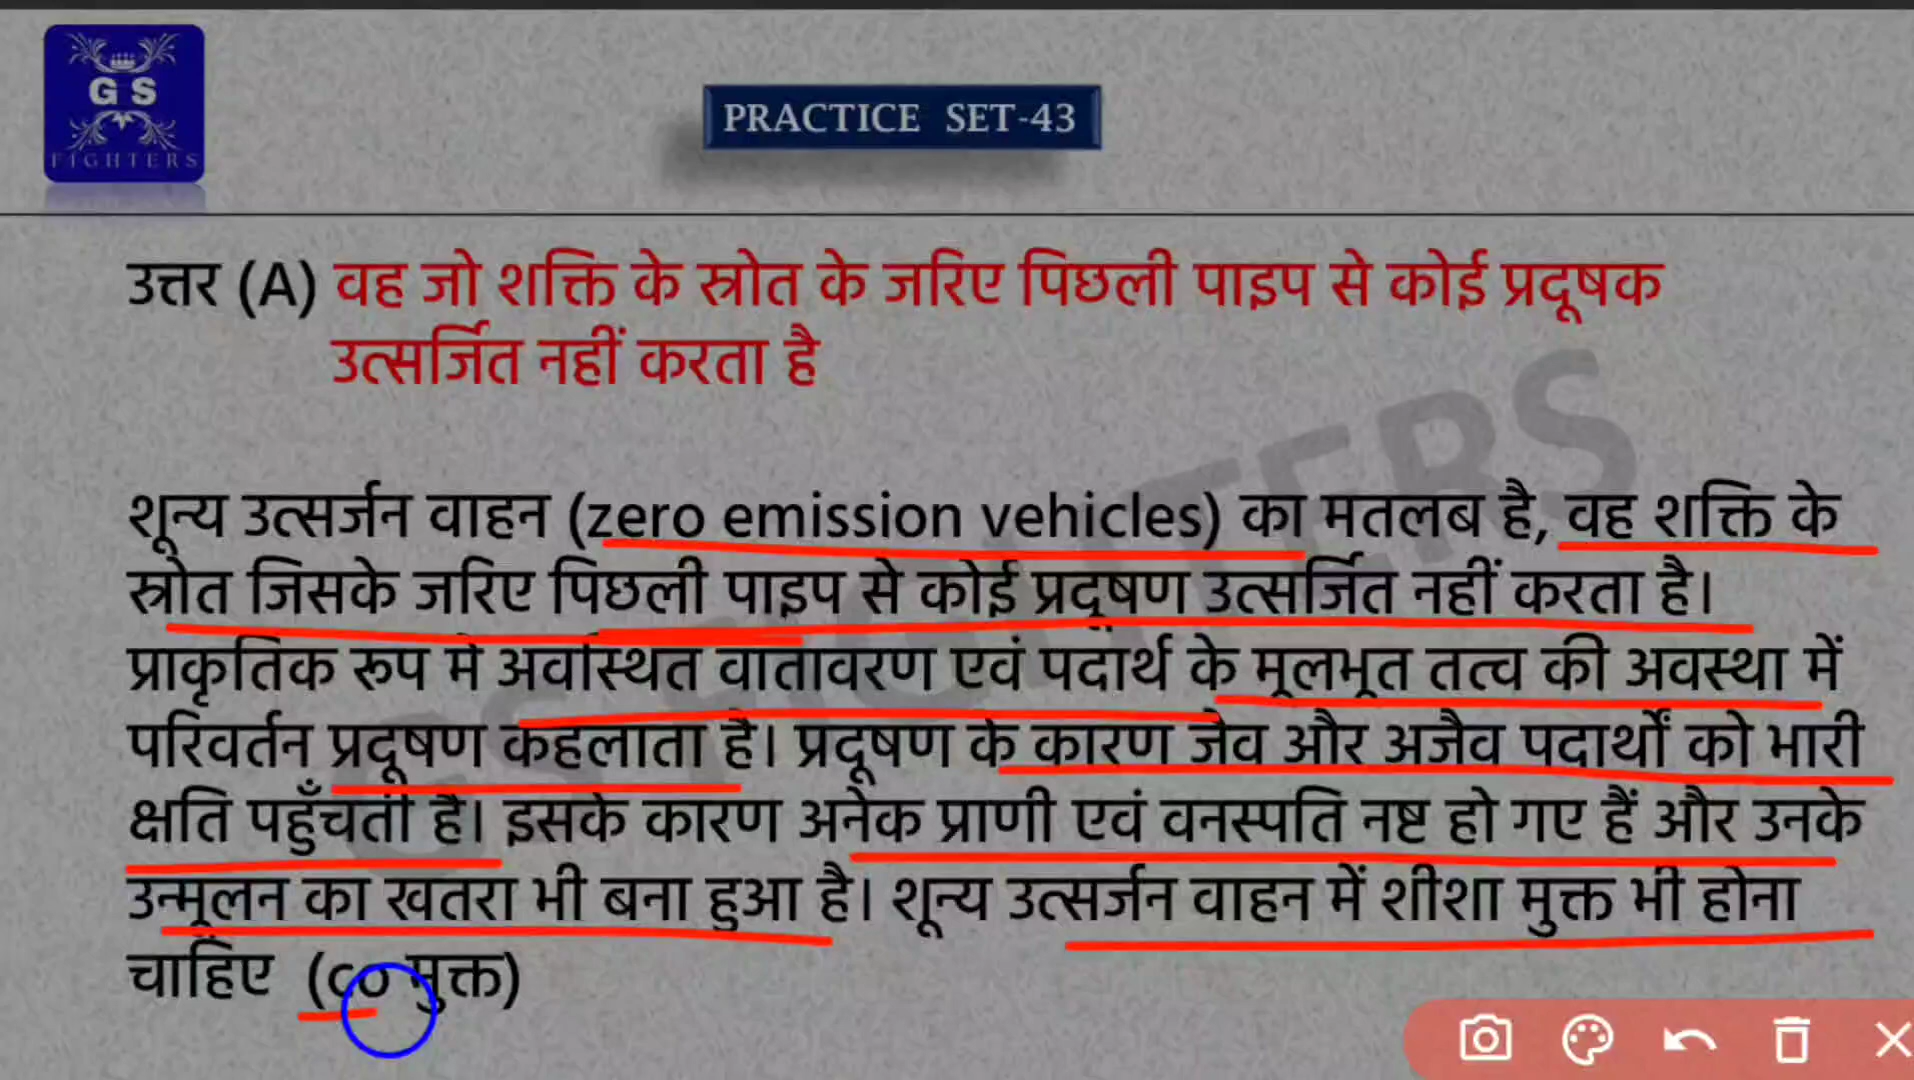 G S
FIGHTERS
PRACTICE SET-43
उत्तर (A) वह जो शक्ति के स्रोत के जरिए पिछली पाइप से कोई प्रदूषक
उत्सर्जित नहीं करता है
शून्य उत्सर्जन वाहन (zero emission vehicles) का मतलब है, वह शक्ति के
स्रोत जिसके जरिए पिछली पाइप से कोई प्रदूषण उत्सर्जित नहीं करता है।
प्राकृतिक रूप में अवस्थित वातावरण एवं पदार्थ के मूलभूत तत्व की अवस्था में
परिवर्तन प्रदूषण कहलाता है। प्रदूषण के कारण जैव और अजैव पदार्थों को भारी
क्षति पहुँचती है। इसके कारण अनेक प्राणी एवं वनस्पति नष्ट हो गए हैं और उनके
उन्मूलन का खतरा भी बना हुआ है। शून्य उत्सर्जन वाहन में शीशा मुक्त भी होना
चाहिए (co मुक्त)
GS FIGHTERS